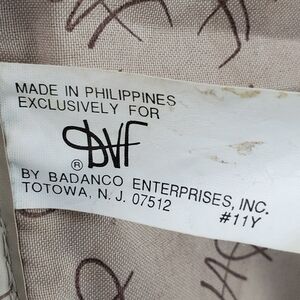 MADE IN PHILIPPINES
EXCLUSIVELY FOR
dvf
®
BY BADANCO ENTERPRISES, INC.
TOTOWA, N. J. 07512
#11Y